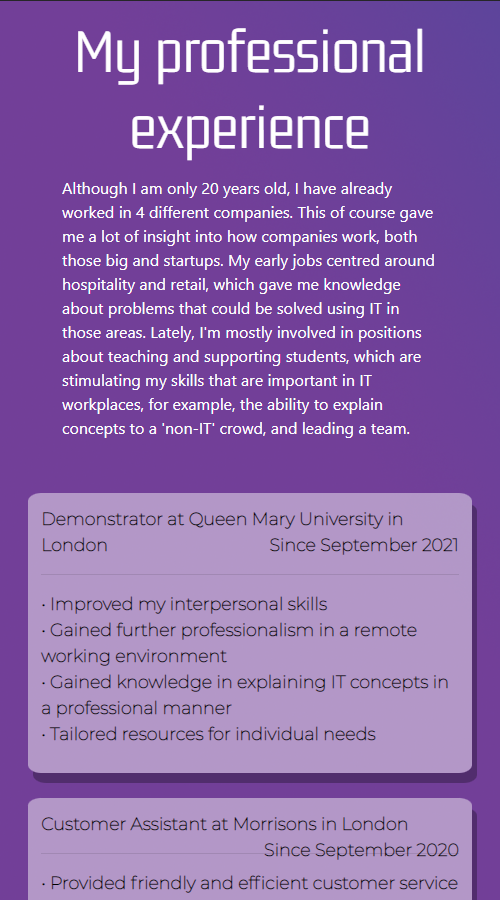 My professional
experience
Although I am only 20 years old, I have already
worked in 4 different companies. This of course gave
me a lot of insight into how companies work, both
those big and startups. My early jobs centred around
hospitality and retail, which gave me knowledge
about problems that could be solved using IT in
those areas. Lately, I'm mostly involved in positions
about teaching and supporting students, which are
stimulating my skills that are important in IT
workplaces, for example, the ability to explain
concepts to a 'non-IT' crowd, and leading a team.
Demonstrator at Queen Mary University in
London Since September 2021
· Improved my interpersonal skills
· Gained further professionalism in a remote
working environment
· Gained knowledge in explaining IT concepts in
a professional manner
· Tailored resources for individual needs
Customer Assistant at Morrisons in London
Since September 2020
· Provided friendly and efficient customer service